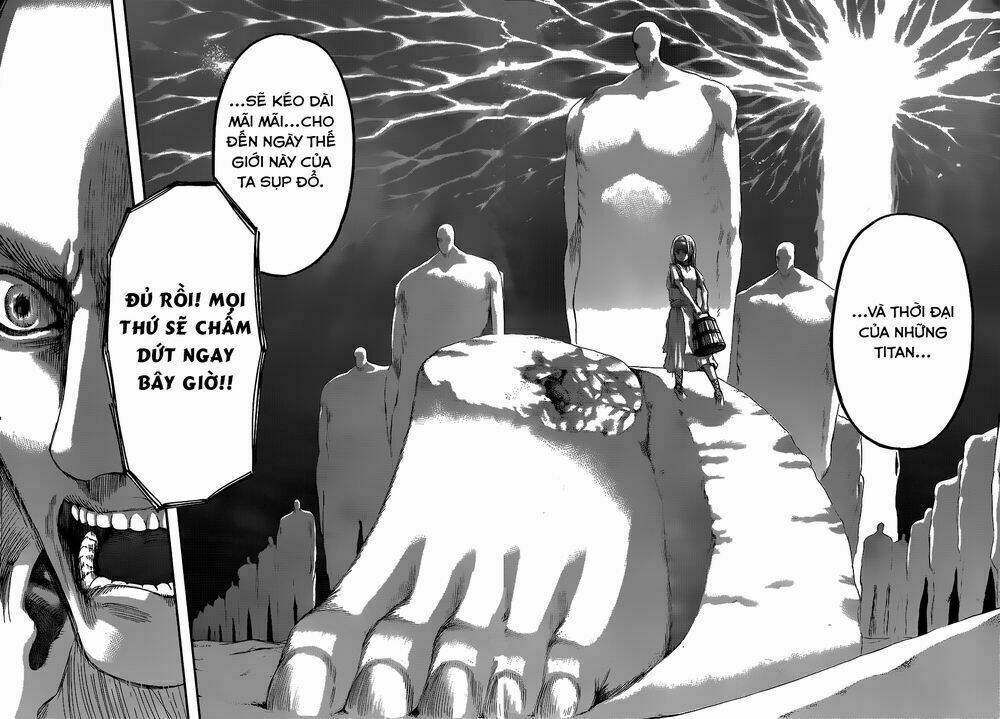 ...VÀ THỜI ĐẠI
CỦA NHỮNG
TITAN...
...SẼ KÉO DÀI
MÃI MÃI...CHO
ĐẾN NGÀY THẾ
GIỚI NÀY CỦA
TA SỤP ĐỔ.
ĐỦ RỒI! MỌI
THỨ SẼ CHẤM
DỨT NGAY
BÂY GIỜ!!